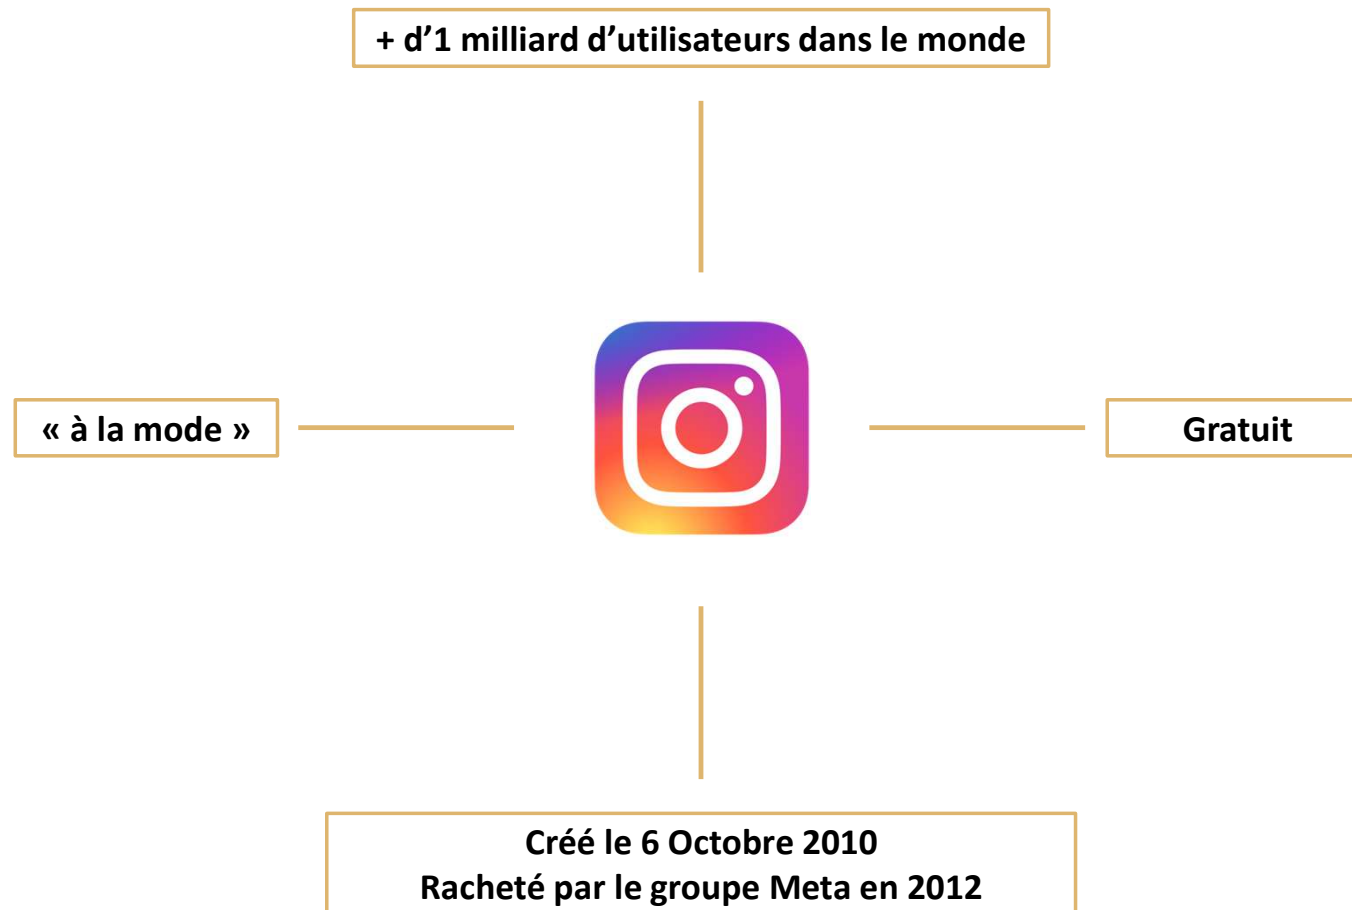 + d’1 milliard d’utilisateurs dans le monde
« à la mode »
Gratuit
Créé le 6 Octobre 2010
Racheté par le groupe Meta en 2012